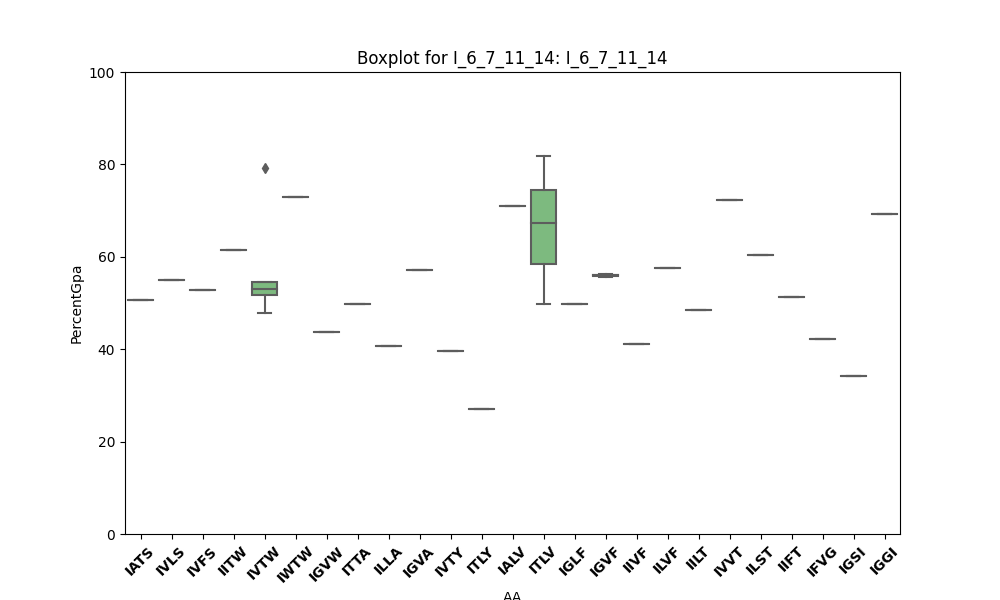 Boxplot for I_6_7_11_14: I_6_7_11_14
100
80
60
40
20
0
PercentGpa
IATS
IVLS
IVFS
IITW
IVTW
IWTW
IGVW
ITTA
ILLA
IGVA
IVTY
ITLY
IALV
ITLV
IGLF
IGVF
IIVF
ILVF
IILT
IVVT
ILST
IIFT
IFVG
IGSI
IGGI
AA